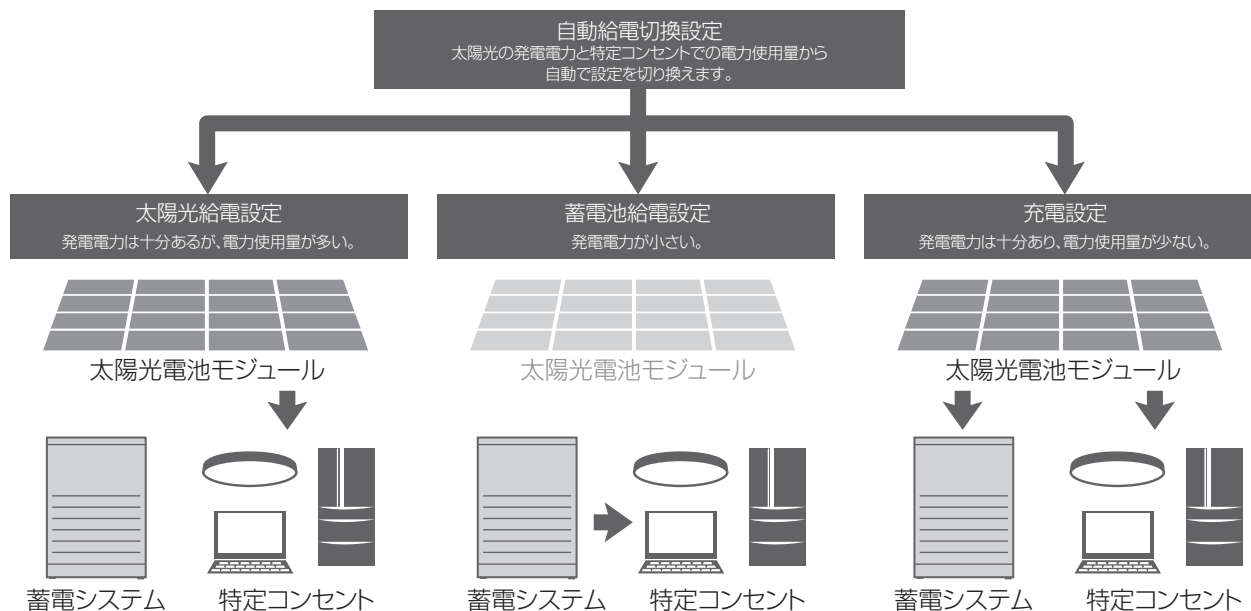 自動給電切換設定
太陽光の発電電力と特定コンセントでの電力使用量から
自動で設定を切り換えます。
太陽光給電設定
発電電力は十分あるが、電力使用量が多い。
蓄電池給電設定
発電電力が小さい。
充電設定
発電電力は十分あり、電力使用量が少ない。
太陽光電池モジュール
太陽光電池モジュール
太陽光電池モジュール
蓄電システム
特定コンセント
蓄電システム
特定コンセント
蓄電システム
特定コンセント